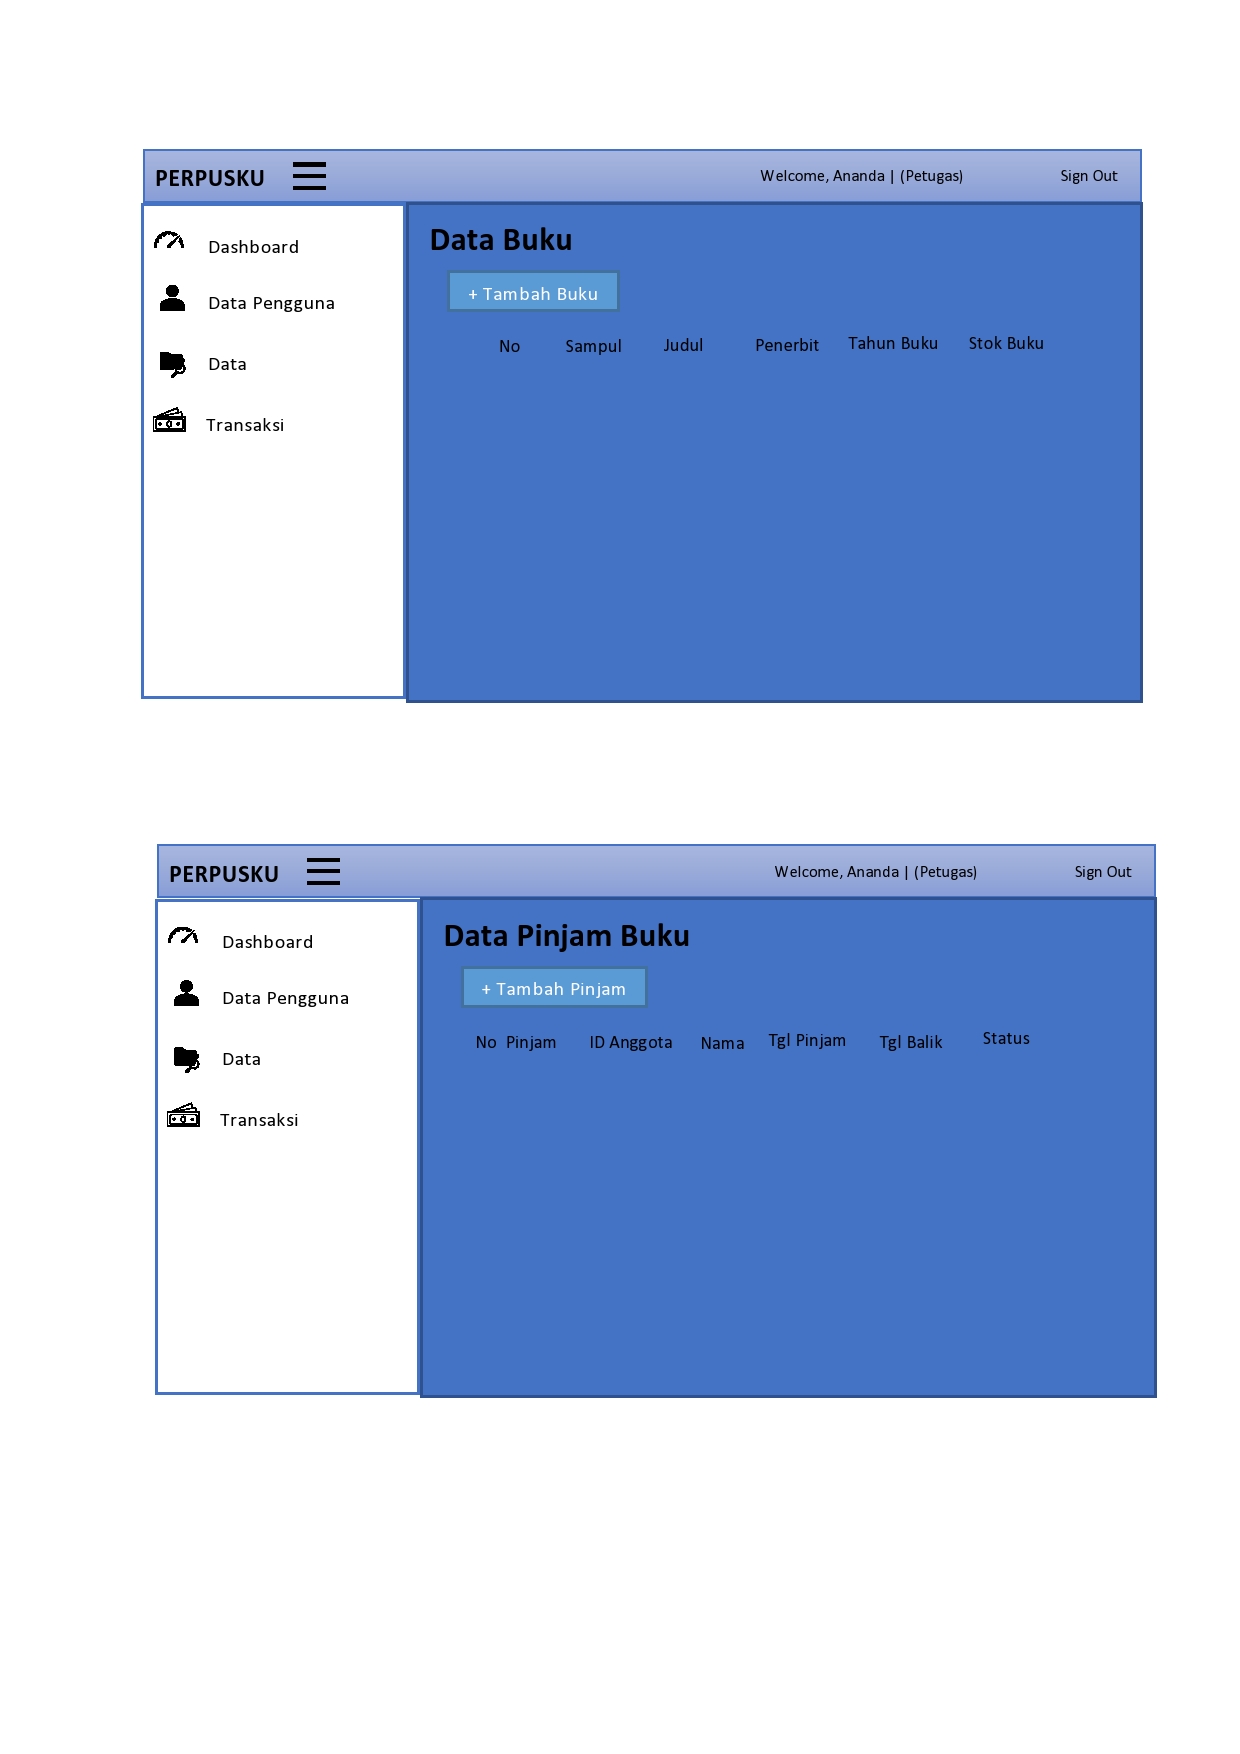 PERPUSKU Welcome, Ananda | (Petugas) Sign Out
Dashboard
Data Pengguna
Data
Transaksi
Data Buku
+ Tambah Buku
No Sampul Judul Penerbit Tahun Buku Stok Buku
PERPUSKU Welcome, Ananda | (Petugas) Sign Out
Dashboard
Data Pengguna
Data
Transaksi
Data Pinjam Buku
+ Tambah Pinjam
No Pinjam ID Anggota Nama Tgl Pinjam Tgl Balik Status